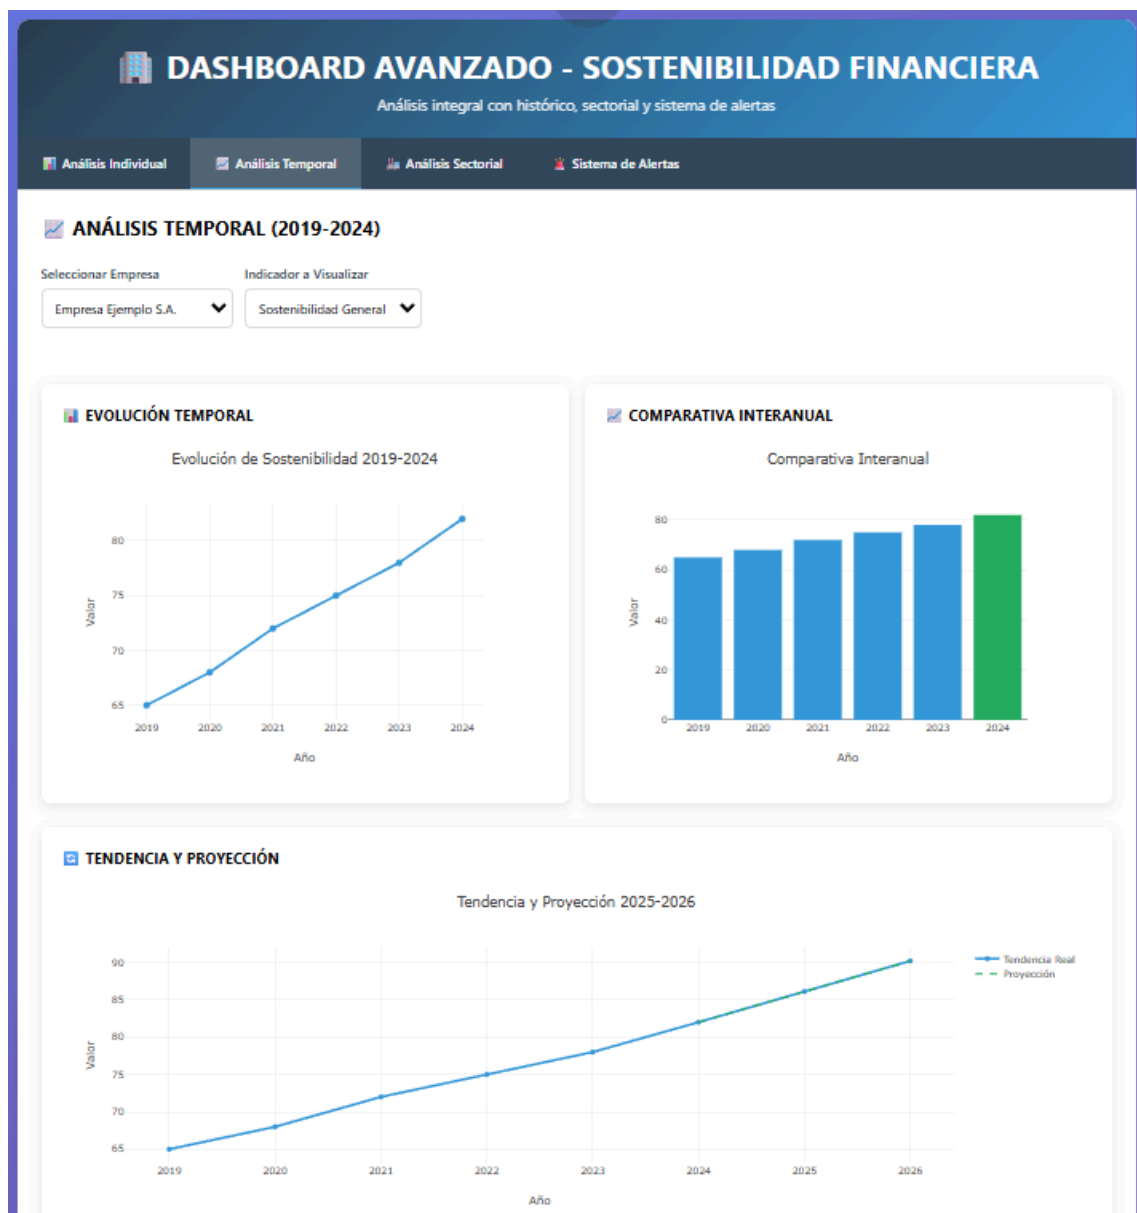 DASHBOARD AVANZADO - SOSTENIBILIDAD FINANCIERA
Análisis integral con histórico, sectorial y sistema de alertas
Análisis Individual
Análisis Temporal
Análisis Sectorial
Sistema de Alertas
ANÁLISIS TEMPORAL (2019-2024)
Seleccionar Empresa
Indicador a Visualizar
Empresa Ejemplo S.A.
Sostenibilidad General
EVOLUCIÓN TEMPORAL
Evolución de Sostenibilidad 2019-2024
80
75
70
65
Valor
2019 2020 2021 2022 2023 2024
Año
COMPARATIVA INTERANUAL
Comparativa Interanual
80
60
40
20
0
Valor
2019 2020 2021 2022 2023 2024
Año
TENDENCIA Y PROYECCIÓN
Tendencia y Proyección 2025-2026
90
85
80
75
70
65
Valor
2019 2020 2021 2022 2023 2024 2025 2026
Año
Tendencia Real
Proyección